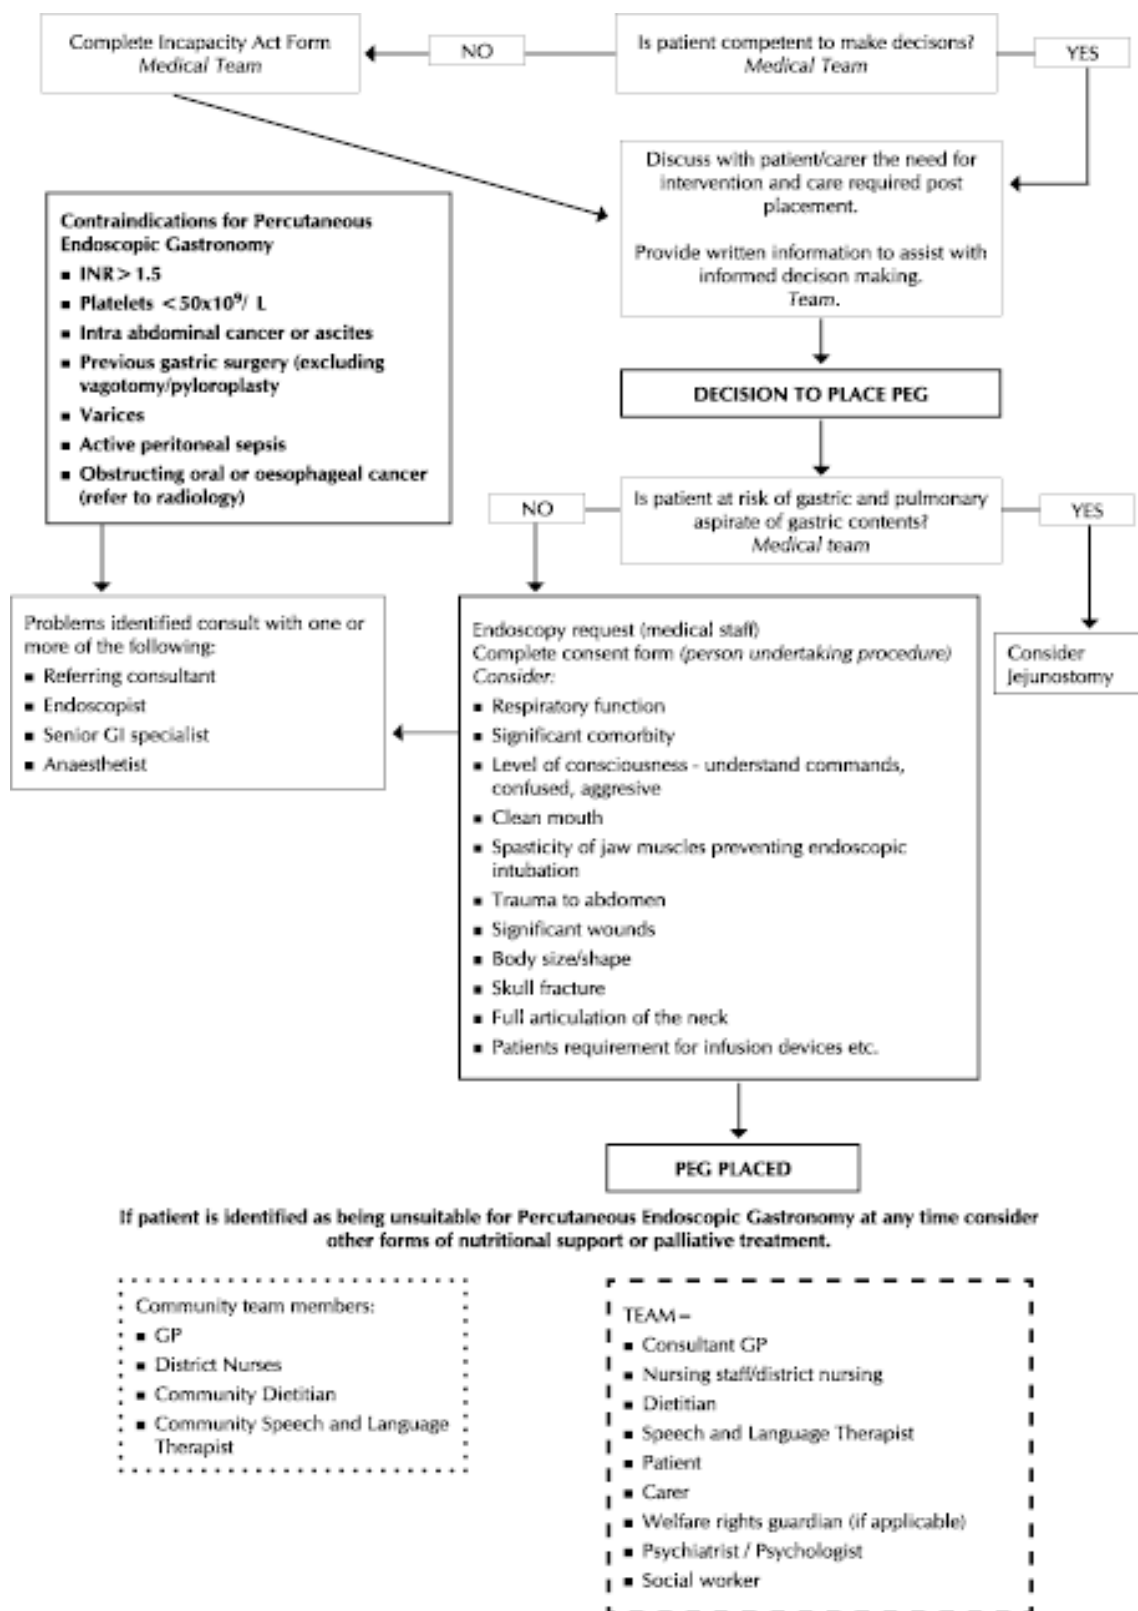 Complete Incapacity Act Form
Medical Team
NO
Is patient competent to make decisons?
Medical Team
YES
Discuss with patient/carer the need for
intervention and care required post
placement.
Provide written information to assist with
informed decison making.
Team.
Contraindications for Percutaneous
Endoscopic Gastronomy
▪ INR > 1.5
▪ Platelets <50x10⁹/ L
▪ Intra abdominal cancer or ascites
▪ Previous gastric surgery (excluding
vagotomy/pyloroplasty
▪ Varices
▪ Active peritoneal sepsis
▪ Obstructing oral or oesophageal cancer
(refer to radiology)
DECISION TO PLACE PEG
NO
Is patient at risk of gastric and pulmonary
aspirate of gastric contents?
Medical team
YES
Problems identified consult with one or
more of the following:
▪ Referring consultant
▪ Endoscopist
▪ Senior GI specialist
▪ Anaesthetist
Endoscopy request (medical staff)
Complete consent form (person undertaking procedure)
Consider:
▪ Respiratory function
▪ Significant comorbity
▪ Level of consciousness - understand commands,
confused, aggresive
▪ Clean mouth
▪ Spasticity of jaw muscles preventing endoscopic
intubation
▪ Trauma to abdomen
▪ Significant wounds
▪ Body size/shape
▪ Skull fracture
▪ Full articulation of the neck
▪ Patients requirement for infusion devices etc.
Consider
Jejunostomy
PEG PLACED
If patient is identified as being unsuitable for Percutaneous Endoscopic Gastronomy at any time consider
other forms of nutritional support or palliative treatment.
Community team members:
▪ GP
▪ District Nurses
▪ Community Dietitian
▪ Community Speech and Language
Therapist
TEAM –
▪ Consultant GP
▪ Nursing staff/district nursing
▪ Dietitian
▪ Speech and Language Therapist
▪ Patient
▪ Carer
▪ Welfare rights guardian (if applicable)
▪ Psychiatrist / Psychologist
▪ Social worker